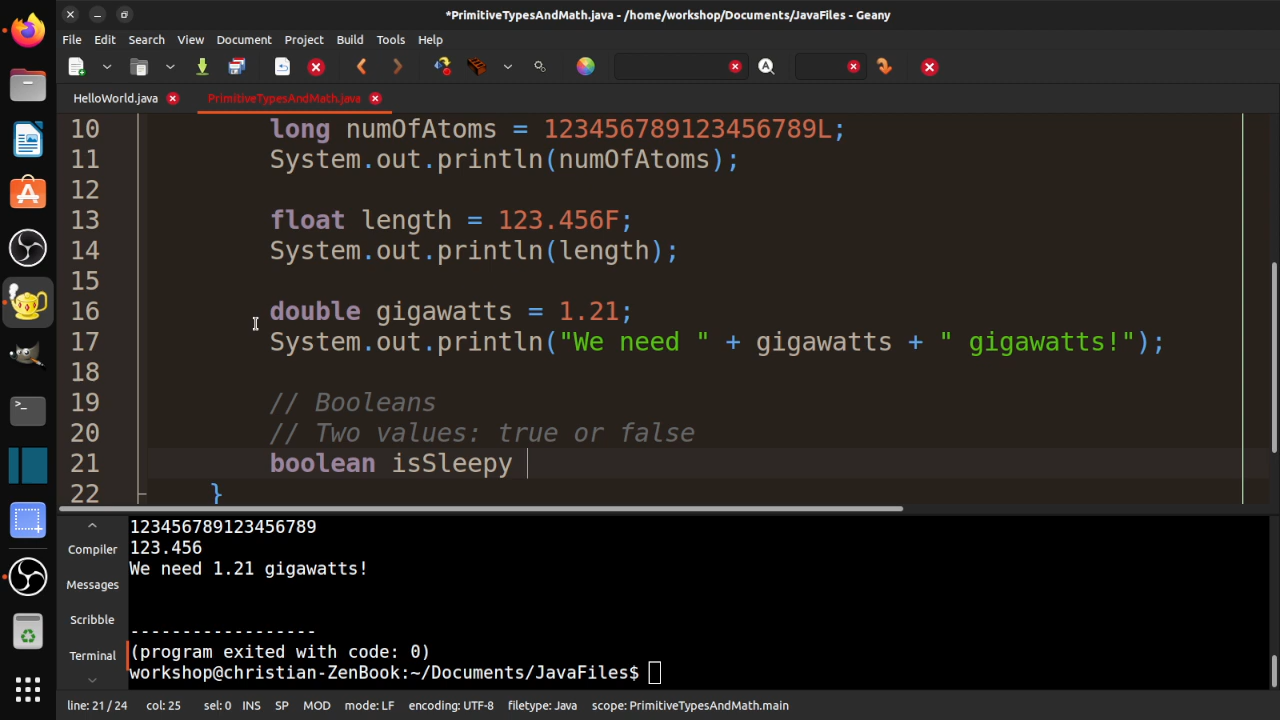 *PrimitiveTypesAndMath.java - /home/workshop/Documents/JavaFiles - Geany
File Edit Search View Document Project Build Tools Help
HelloWorld.java PrimitiveTypesAndMath.java
10 long numOfAtoms = 123456789123456789L;
11 System.out.println(numOfAtoms);
12
13 float length = 123.456F;
14 System.out.println(length);
15
16 double gigawatts = 1.21;
17 System.out.println("We need " + gigawatts + " gigawatts!");
18
19 // Booleans
20 // Two values: true or false
21 boolean isSleepy
22 }
Compiler
Messages
Scribble
Terminal
123456789123456789
123.456
We need 1.21 gigawatts!
------------------
(program exited with code: 0)
workshop@christian-ZenBook:~/Documents/JavaFiles$
line: 21 / 24 col: 25 sel: 0 INS SP MOD mode: LF encoding: UTF-8 filetype: Java scope: PrimitiveTypesAndMath.main